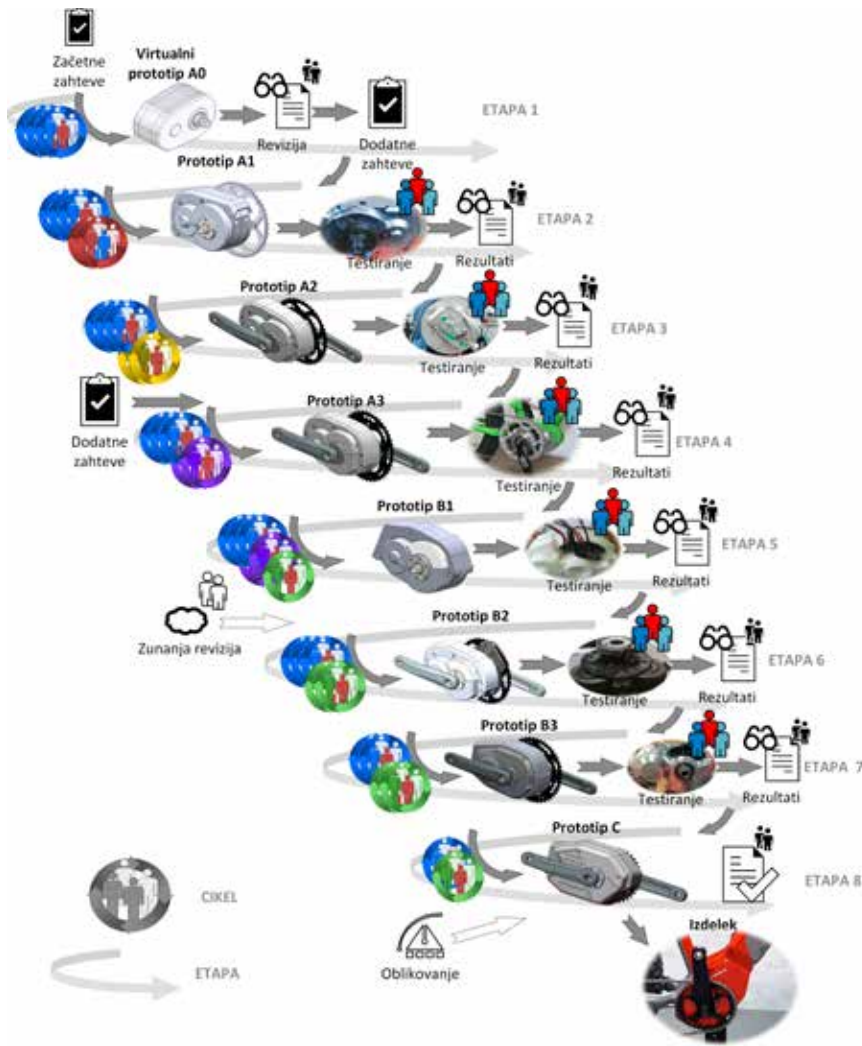 Začetne
zahteve
Virtualni
prototip A0
Revizija
Dodatne
zahteve
ETAPA 1
Prototip A1
Testiranje
Rezultati
ETAPA 2
Prototip A2
Testiranje
Rezultati
ETAPA 3
Dodatne
zahteve
Prototip A3
Testiranje
Rezultati
ETAPA 4
Prototip B1
Testiranje
Rezultati
ETAPA 5
Zunanja revizija
Prototip B2
Testiranje
Rezultati
ETAPA 6
Prototip B3
Testiranje
Rezultati
ETAPA 7
Prototip C
ETAPA 8
Oblikovanje
Izdelek
CIKEL
ETAPA